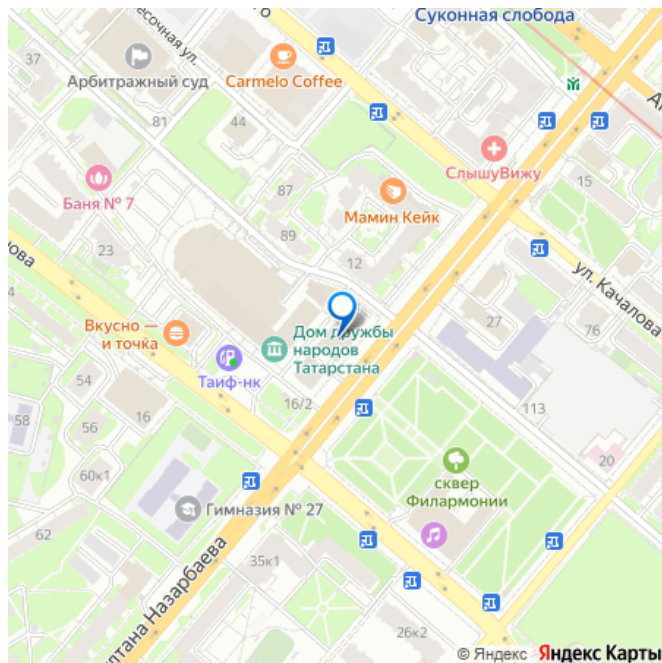 Суконная слобода
37
Арбитражный суд
Carmelo Coffee
81
44
СлышуВижу
15
Баня № 7
87
Мамин Кейк
89
12
23
ул. Качалова
4
Вкусно —
и точка
Дом дружбы
народов
Татарстана
27
76
Таиф-нк
54
16
16/2
113
58
56
60к1
сквер
Филармонии
20
Гимназия № 27
62
35к1
26к2
© Яндекс Яндекс Карты